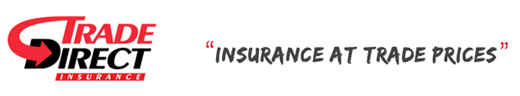 TRADE
DIRECT
INSURANCE
“INSURANCE AT TRADE PRICES”